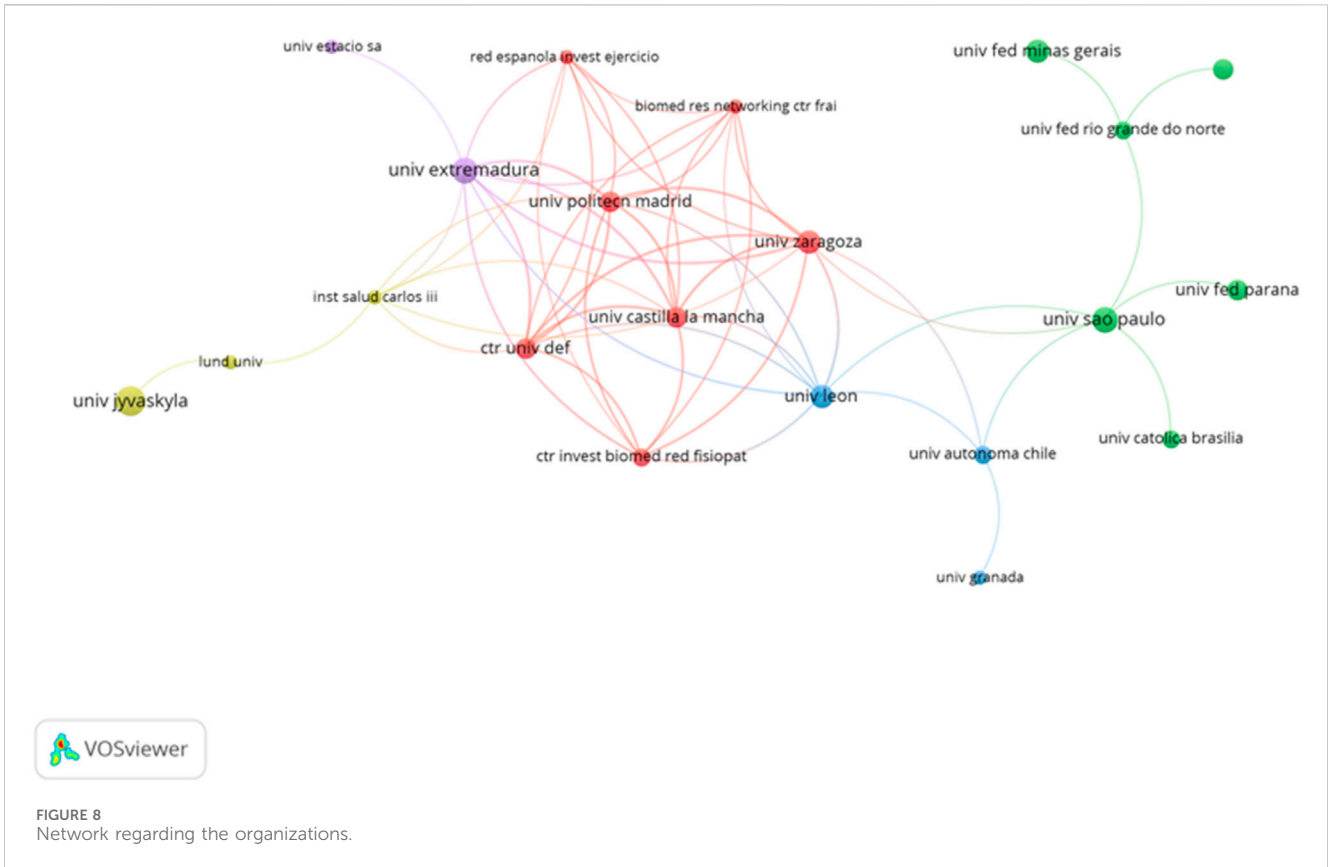 univ estacio sa
red espanola invest ejercicio
univ fed minas gerais
biomed res networking ctr frai
univ fed rio grande do norte
univ extremadura
univ politecn madrid
univ zaragoza
inst salud carlos iii
univ fed parana
univ castilla la mancha
univ sao paulo
ctr univ def
lund univ
univ jyvaskyla
univ leon
univ catolica brasilia
ctr invest biomed red fisiopat
univ autonoma chile
univ granada
VOSviewer
FIGURE 8
Network regarding the organizations.